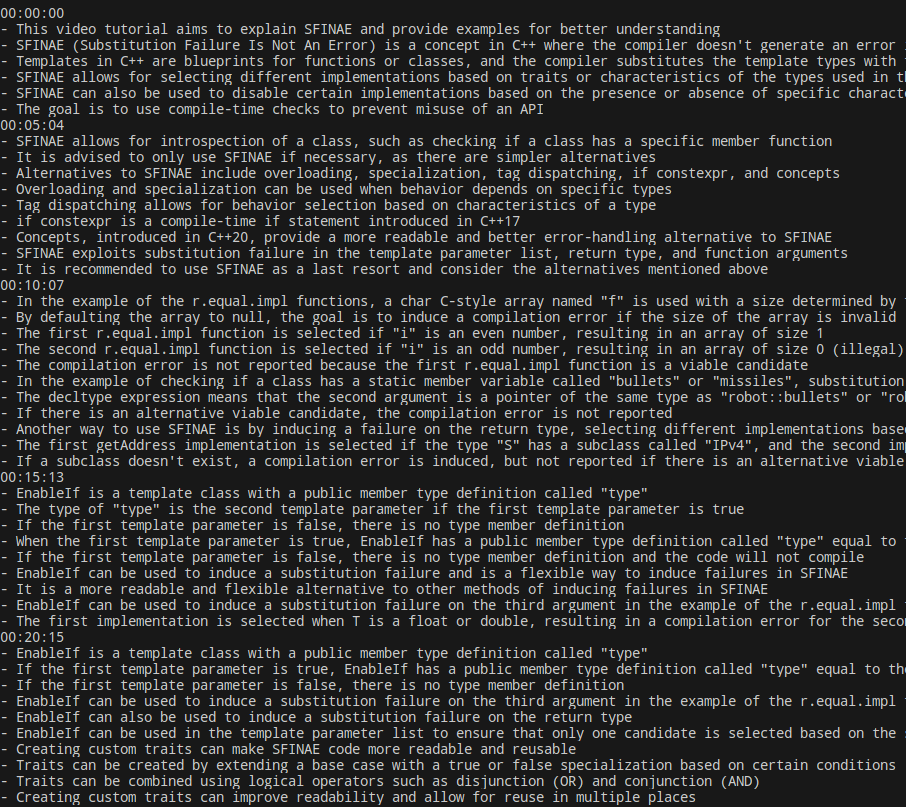 00:00:00
- This video tutorial aims to explain SFINAE and provide examples for better understanding
- SFINAE (Substitution Failure Is Not An Error) is a concept in C++ where the compiler doesn't generate an error
- Templates in C++ are blueprints for functions or classes, and the compiler substitutes the template types with
- SFINAE allows for selecting different implementations based on traits or characteristics of the types used in
- SFINAE can also be used to disable certain implementations based on the presence or absence of specific charact
- The goal is to use compile-time checks to prevent misuse of an API
00:05:04
- SFINAE allows for introspection of a class, such as checking if a class has a specific member function
- It is advised to only use SFINAE if necessary, as there are simpler alternatives
- Alternatives to SFINAE include overloading, specialization, tag dispatching, if constexpr, and concepts
- Overloading and specialization can be used when behavior depends on specific types
- Tag dispatching allows for behavior selection based on characteristics of a type
- if constexpr is a compile-time if statement introduced in C++17
- Concepts, introduced in C++20, provide a more readable and better error-handling alternative to SFINAE
- SFINAE exploits substitution failure in the template parameter list, return type, and function arguments
- It is recommended to use SFINAE as a last resort and consider the alternatives mentioned above
00:10:07
- In the example of the r.equal.impl functions, a char C-style array named "f" is used with a size determined by
- By defaulting the array to null, the goal is to induce a compilation error if the size of the array is invalid
- The first r.equal.impl function is selected if "i" is an even number, resulting in an array of size 1
- The second r.equal.impl function is selected if "i" is an odd number, resulting in an array of size 0 (illegal)
- The compilation error is not reported because the first r.equal.impl function is a viable candidate
- In the example of checking if a class has a static member variable called "bullets" or "missiles", substitution
- The decltype expression means that the second argument is a pointer of the same type as "robot::bullets" or "ro
- If there is an alternative viable candidate, the compilation error is not reported
- Another way to use SFINAE is by inducing a failure on the return type, selecting different implementations base
- The first getAddress implementation is selected if the type "S" has a subclass called "IPv4", and the second im
- If a subclass doesn't exist, a compilation error is induced, but not reported if there is an alternative viable
00:15:13
- EnableIf is a template class with a public member type definition called "type"
- The type of "type" is the second template parameter if the first template parameter is true
- If the first template parameter is false, there is no type member definition
- When the first template parameter is true, EnableIf has a public member type definition called "type" equal to
- If the first template parameter is false, there is no type member definition and the code will not compile
- EnableIf can be used to induce a substitution failure and is a flexible way to induce failures in SFINAE
- It is a more readable and flexible alternative to other methods of inducing failures in SFINAE
- EnableIf can be used to induce a substitution failure on the third argument in the example of the r.equal.impl
- The first implementation is selected when T is a float or double, resulting in a compilation error for the seco
00:20:15
- EnableIf is a template class with a public member type definition called "type"
- If the first template parameter is true, EnableIf has a public member type definition called "type" equal to the
- If the first template parameter is false, there is no type member definition
- EnableIf can be used to induce a substitution failure on the third argument in the example of the r.equal.impl
- EnableIf can also be used to induce a substitution failure on the return type
- EnableIf can be used in the template parameter list to ensure that only one candidate is selected based on the
- Creating custom traits can make SFINAE code more readable and reusable
- Traits can be created by extending a base case with a true or false specialization based on certain conditions
- Traits can be combined using logical operators such as disjunction (OR) and conjunction (AND)
- Creating custom traits can improve readability and allow for reuse in multiple places